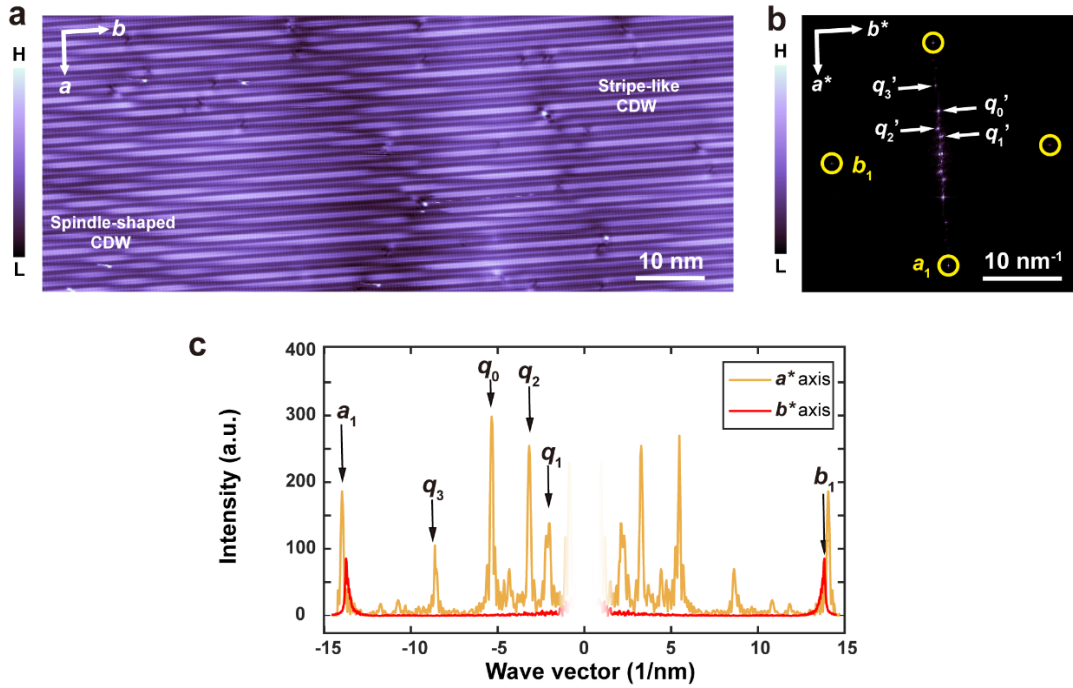 a
H
L
b
a
Stripe-like
CDW
Spindle-shaped
CDW
10 nm
b
H
L
b*
a*
q3’
q0’
q2’
q1’
b1
a1
10 nm-1
c
Intensity (a.u.)
400
300
200
100
0
-15
-10
-5
0
5
10
15
Wave vector (1/nm)
a1
q3
q0
q2
q1
b1
a* axis
b* axis